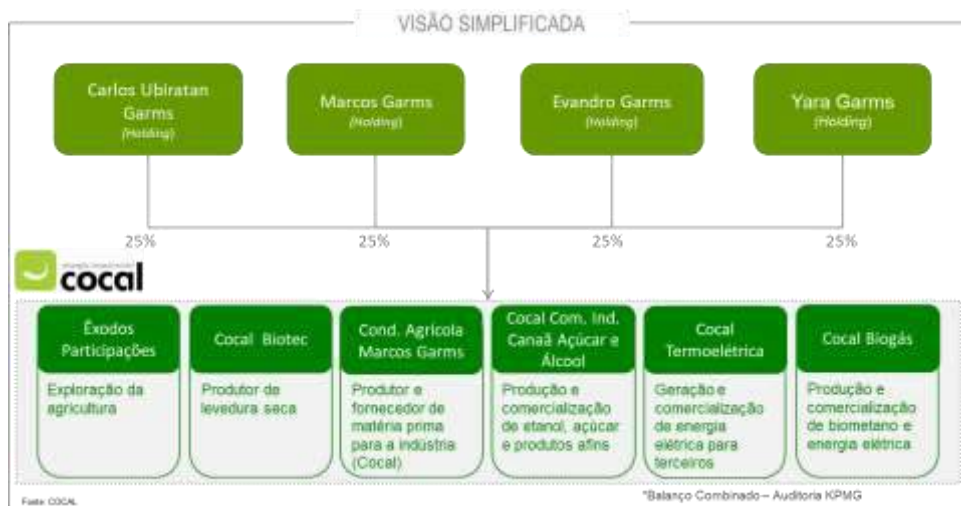 VISÃO SIMPLIFICADA
Carlos Ubiratan
Garms
(Holding)
Marcos Garms
(Holding)
Evandro Garms
(Holding)
Yara Garms
(Holding)
25%
25%
25%
25%
cocal
Êxodos
Participações
Exploração da
agricultura
Cocal Biotec
Produtor de
levedura seca
Cond. Agrícola
Marcos Garms
Produtor e
fornecedor de
matéria prima
para a indústria
(Cocal)
Cocal Com. Ind.
Canaã Açúcar e
Álcool
Produção e
comercialização
de etanol, açúcar
e produtos afins
Cocal
Termoelétrica
Geração e
comercialização
de energia
elétrica para
terceiros
Cocal Biogás
Produção e
comercialização
de biometano e
energia elétrica
Fonte: COCAL
*Balanço Combinado – Auditoria KPMG